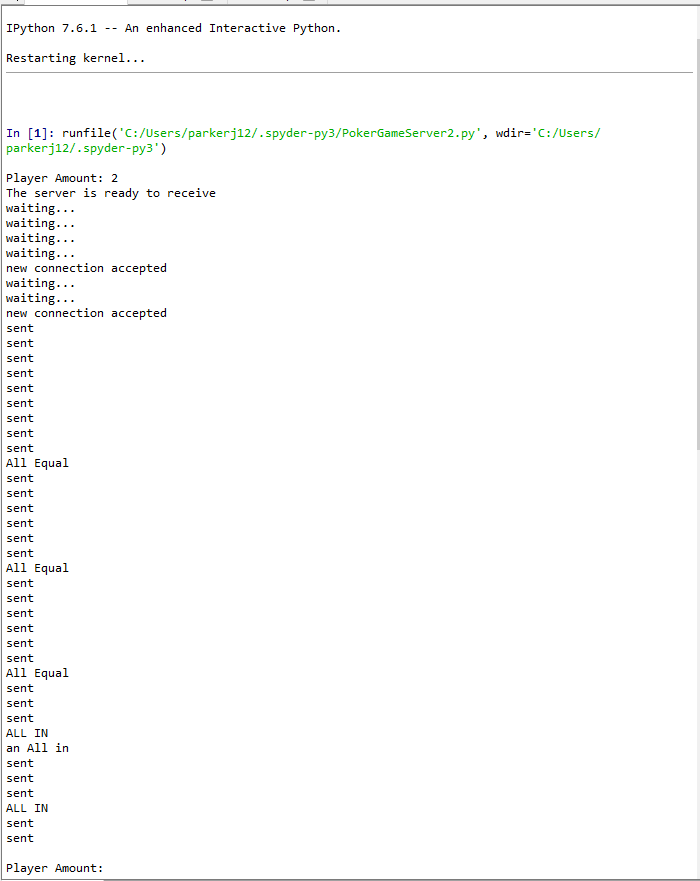 IPython 7.6.1 -- An enhanced Interactive Python.
Restarting kernel...
In [1]: runfile('C:/Users/parkerj12/.spyder-py3/PokerGameServer2.py', wdir='C:/Users/
parkerj12/.spyder-py3')
Player Amount: 2
The server is ready to receive
waiting...
waiting...
waiting...
waiting...
new connection accepted
waiting...
waiting...
new connection accepted
sent
sent
sent
sent
sent
sent
sent
sent
sent
All Equal
sent
sent
sent
sent
sent
sent
All Equal
sent
sent
sent
sent
sent
sent
All Equal
sent
sent
sent
ALL IN
an All in
sent
sent
sent
ALL IN
sent
sent
Player Amount: